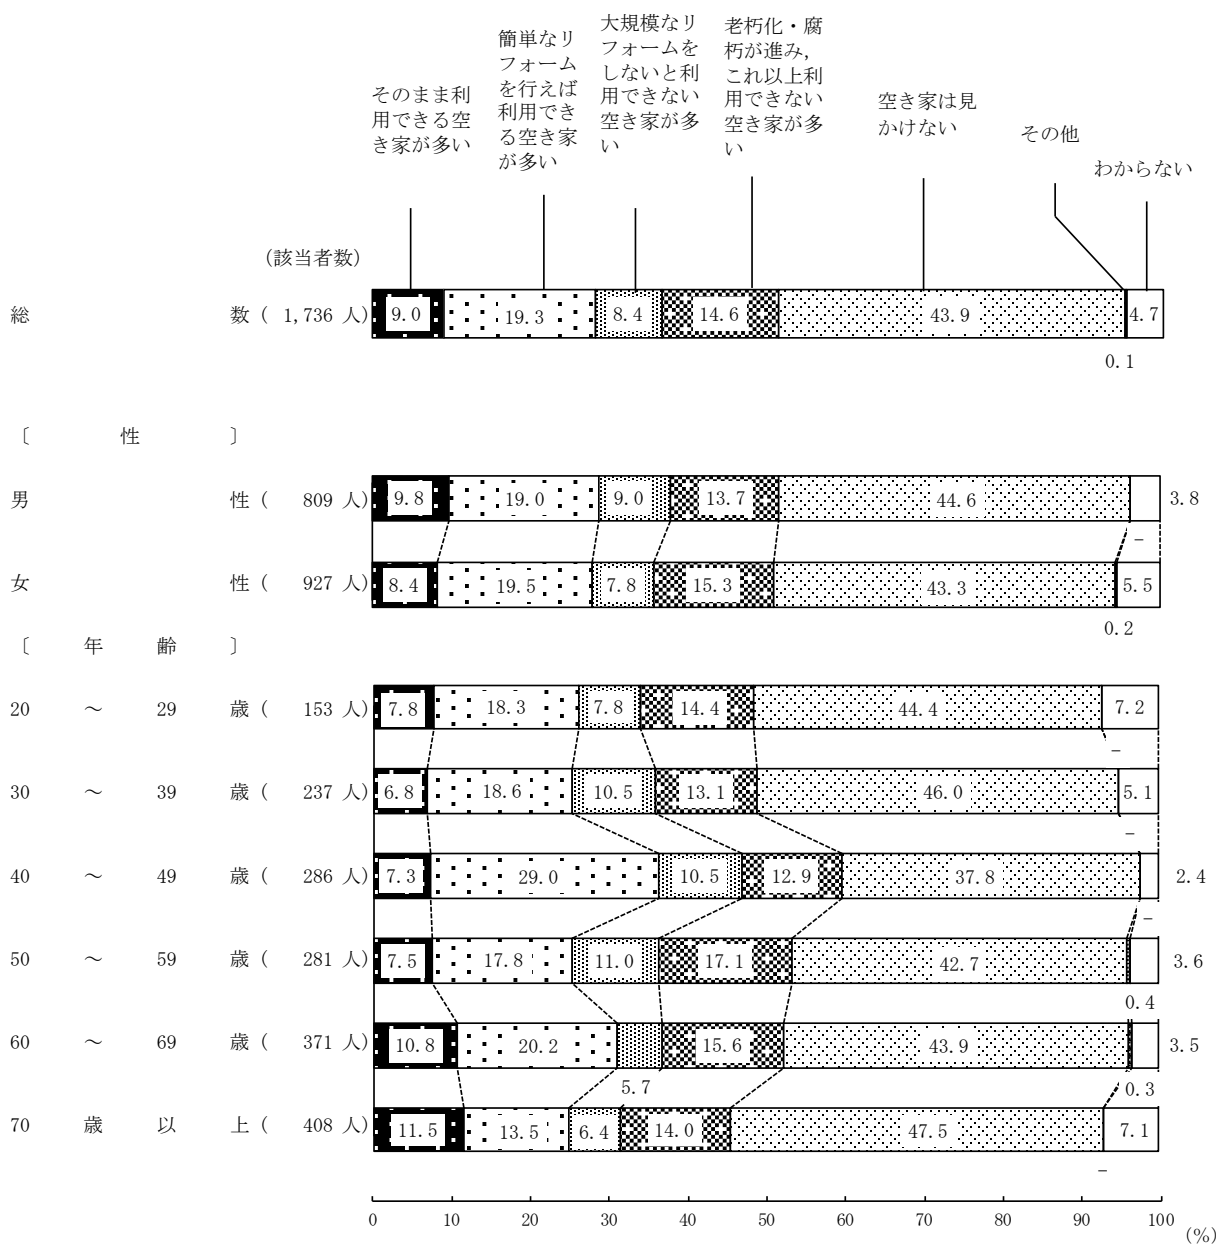 そのまま利
用できる空
き家が多い
簡単なリ
フォーム
を行えば
利用でき
る空き家
が多い
大規模なリ
フォームを
しないと利
用できない
空き家が多
い
老朽化・腐
朽が進み,
これ以上利
用できない
空き家が多
い
空き家は見
かけない
その他
わからない
(該当者数)
総 数 ( 1,736 人) 9.0 19.3 8.4 14.6 43.9 4.7
0.1
〔 性 〕
男 性 ( 809 人) 9.8 19.0 9.0 13.7 44.6 3.8
-
女 性 ( 927 人) 8.4 19.5 7.8 15.3 43.3 5.5
0.2
〔 年 齢 〕
20 ~ 29 歳 ( 153 人) 7.8 18.3 7.8 14.4 44.4 7.2
-
30 ~ 39 歳 ( 237 人) 6.8 18.6 10.5 13.1 46.0 5.1
-
40 ~ 49 歳 ( 286 人) 7.3 29.0 10.5 12.9 37.8 2.4
-
50 ~ 59 歳 ( 281 人) 7.5 17.8 11.0 17.1 42.7 3.6
0.4
60 ~ 69 歳 ( 371 人) 10.8 20.2 15.6 43.9 3.5
5.7 0.3
70 歳 以 上 ( 408 人) 11.5 13.5 6.4 14.0 47.5 7.1
-
0 10 20 30 40 50 60 70 80 90 100
(%)